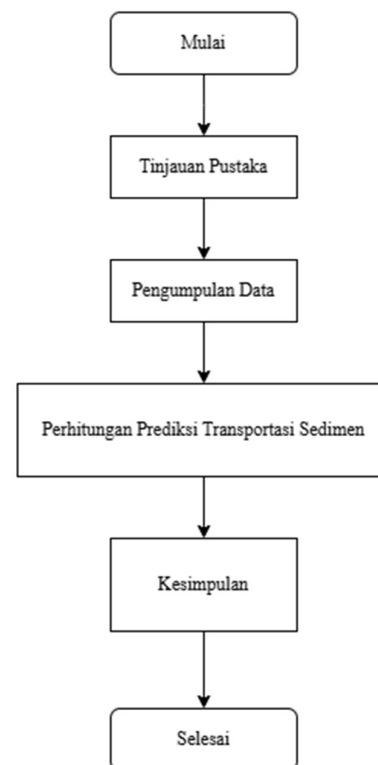 Mulai
Tinjauan Pustaka
Pengumpulan Data
Perhitungan Prediksi Transportasi Sedimen
Kesimpulan
Selesai